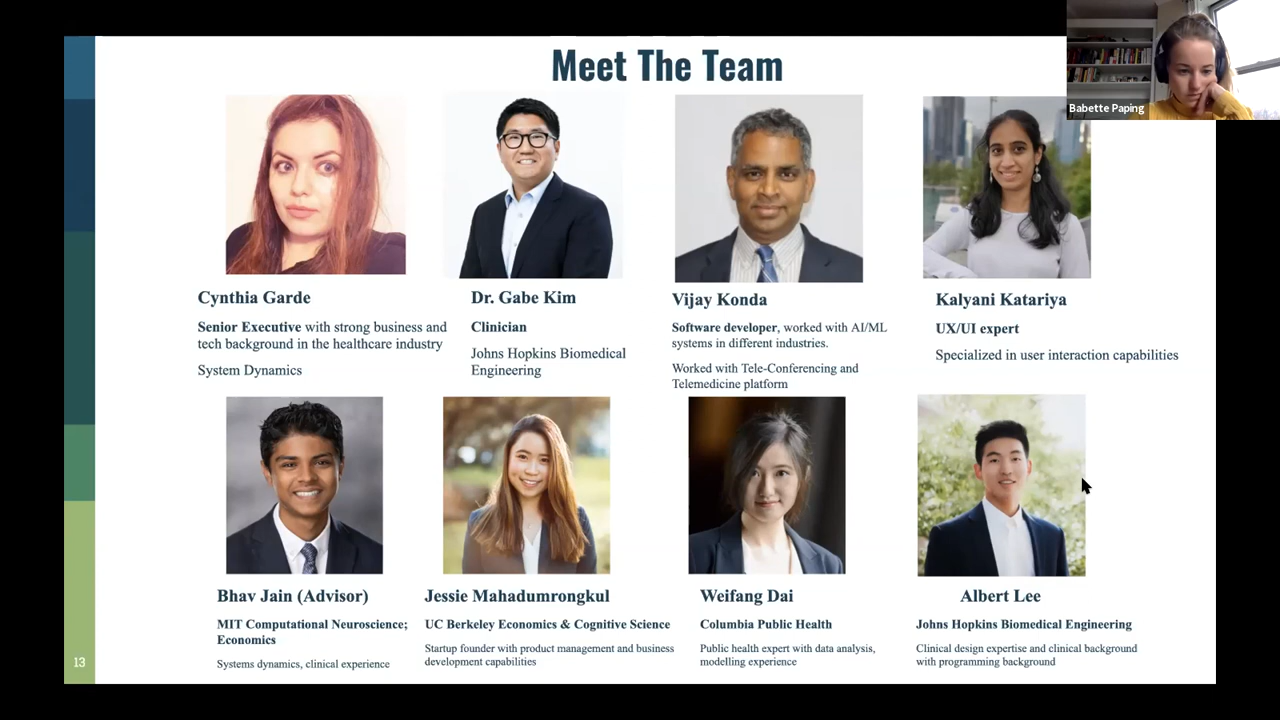 Meet The Team
Babette Paping
Cynthia Garde
Senior Executive with strong business and
tech background in the healthcare industry
System Dynamics
Dr. Gabe Kim
Clinician
Johns Hopkins Biomedical
Engineering
Vijay Konda
Software developer, worked with AI/ML
systems in different industries.
Worked with Tele-Conferencing and
Telemedicine platform
Kalyani Katariya
UX/UI expert
Specialized in user interaction capabilities
Bhav Jain (Advisor)
MIT Computational Neuroscience;
Economics
Systems dynamics, clinical experience
Jessie Mahadumrongkul
UC Berkeley Economics & Cognitive Science
Startup founder with product management and business
development capabilities
Weifang Dai
Columbia Public Health
Public health expert with data analysis,
modelling experience
Albert Lee
Johns Hopkins Biomedical Engineering
Clinical design expertise and clinical background
with programming background
13